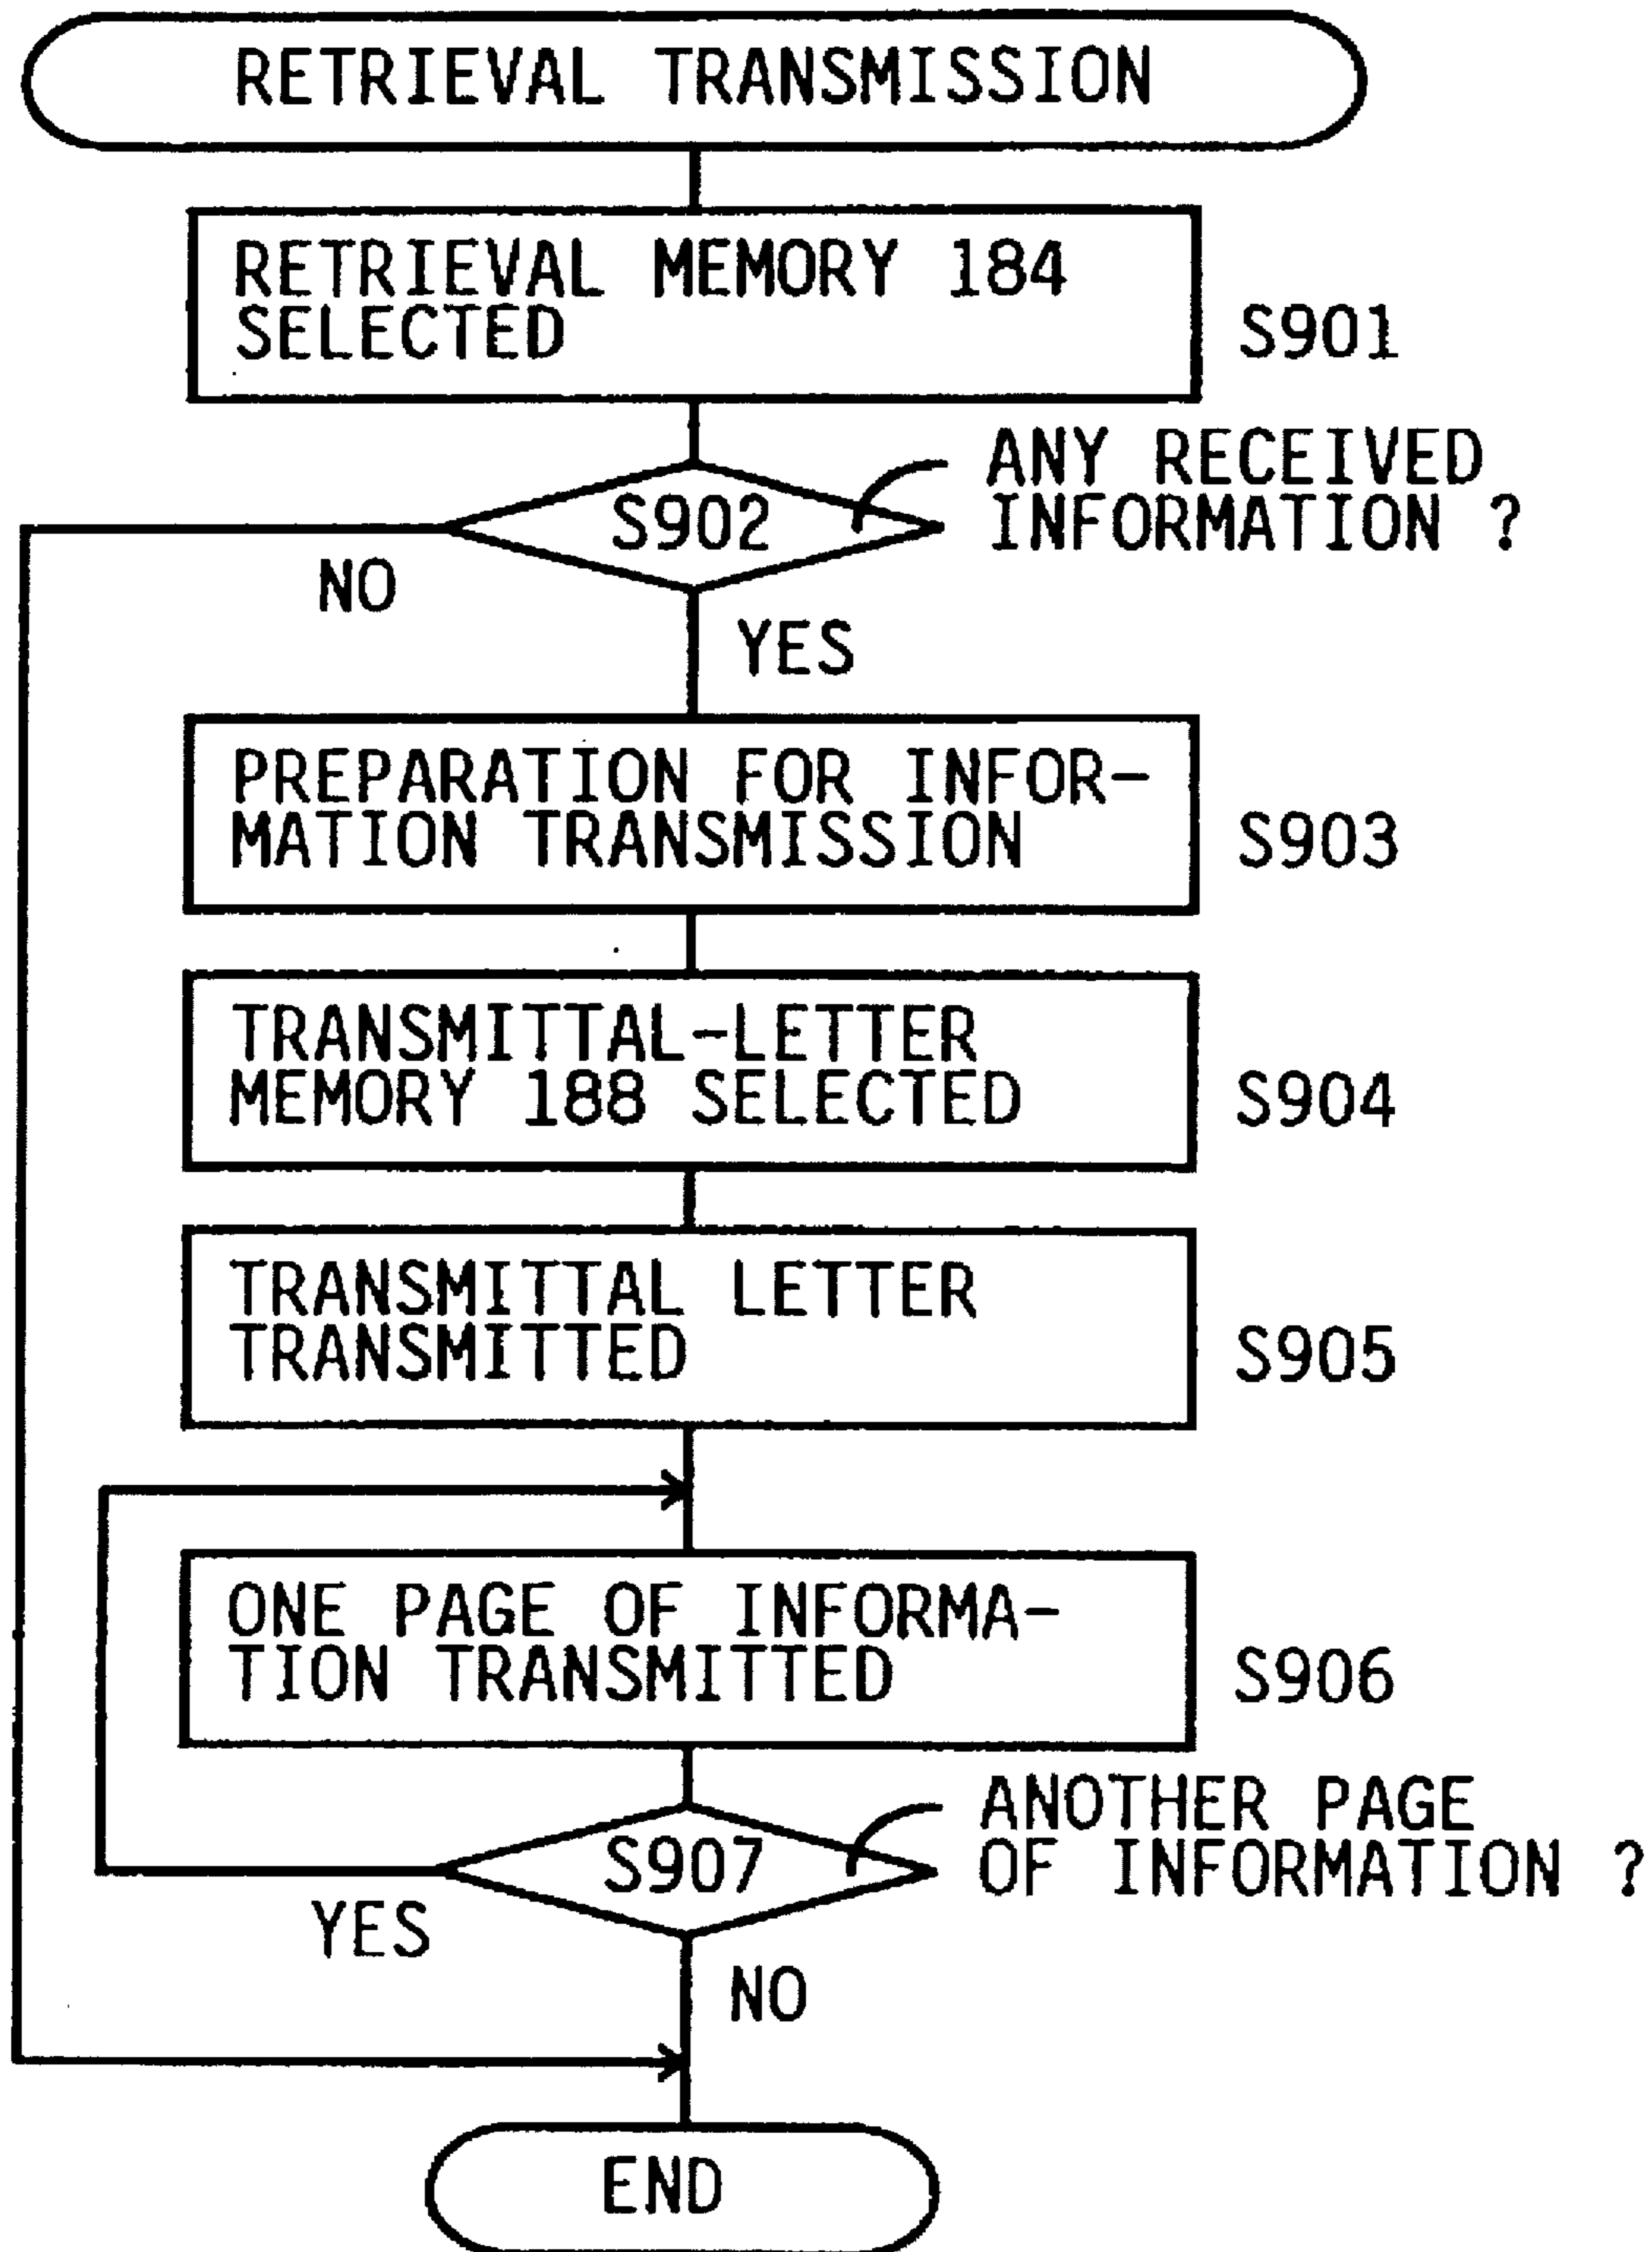 RETRIEVAL TRANSMISSION
RETRIEVAL MEMORY 184
SELECTED
S901
ANY RECEIVED
INFORMATION ?
S902
NO
YES
PREPARATION FOR INFOR-
MATION TRANSMISSION
S903
TRANSMITTAL-LETTER
MEMORY 188 SELECTED
S904
TRANSMITTAL LETTER
TRANSMITTED
S905
ONE PAGE OF INFORMA-
TION TRANSMITTED
S906
ANOTHER PAGE
OF INFORMATION ?
S907
YES
NO
END